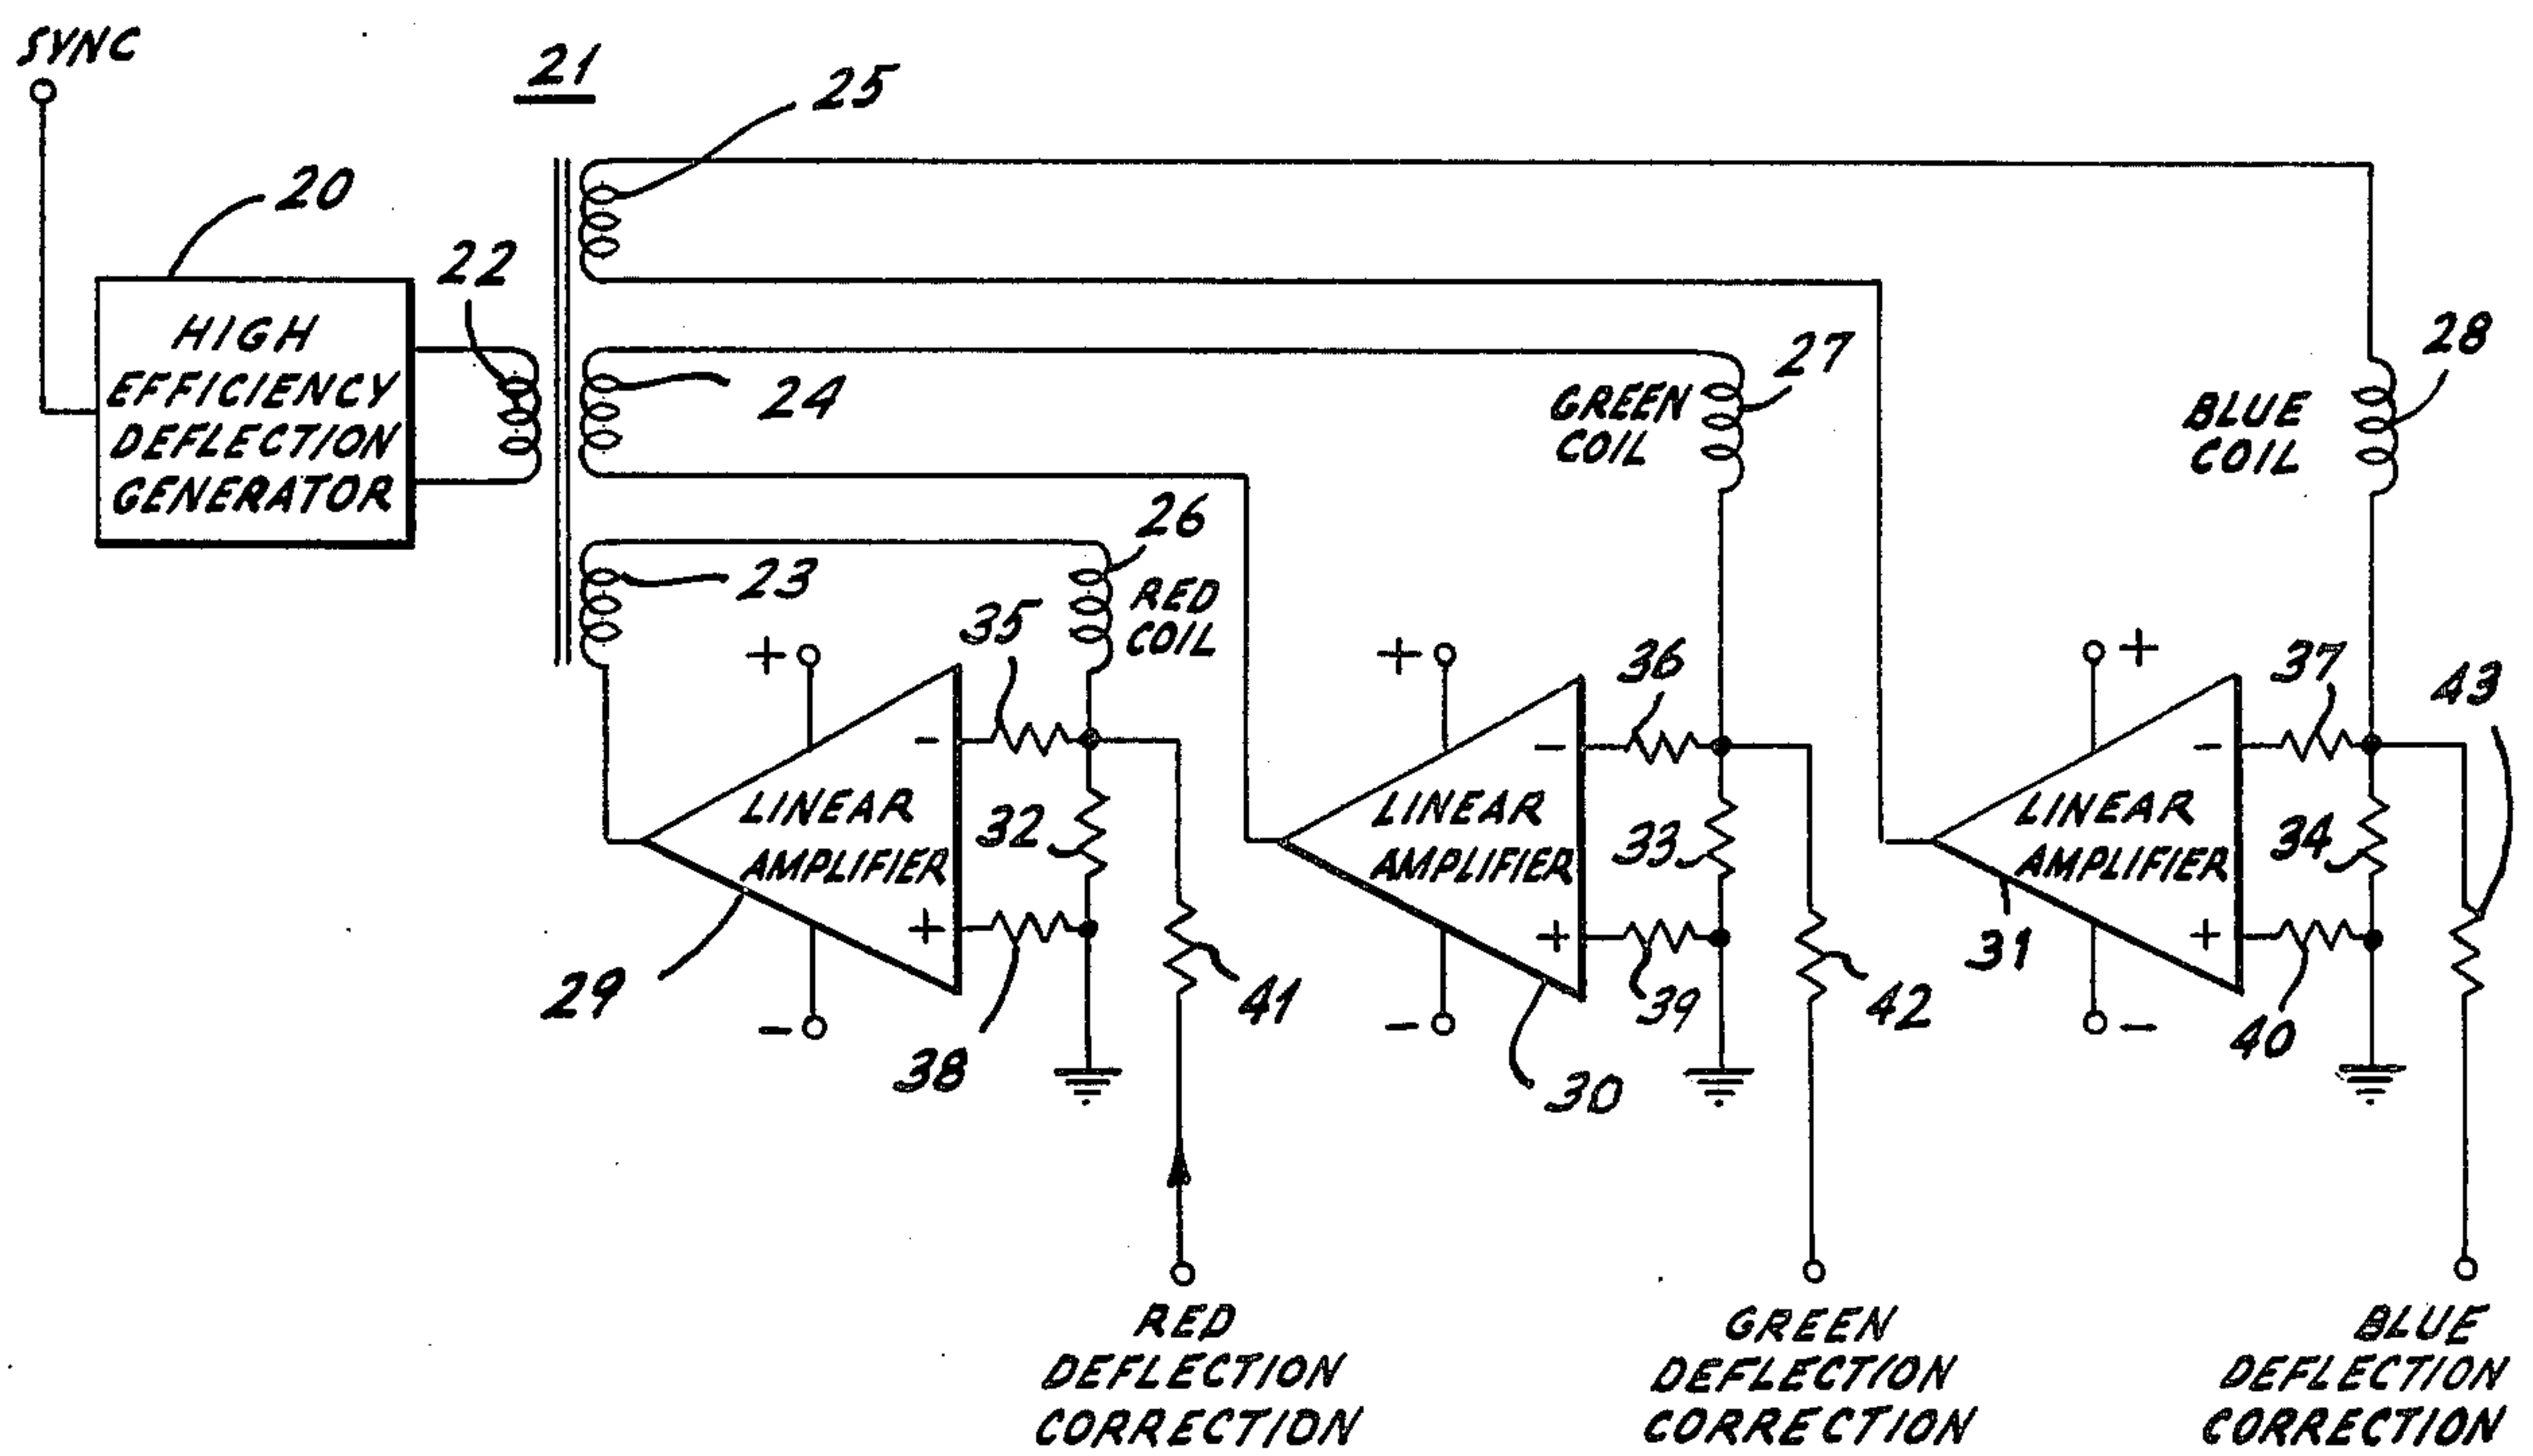 SYNC
21
25
20
22
HIGH
EFFICIENCY
DEFLECTION
GENERATOR
24
27
GREEN
COIL
28
BLUE
COIL
23
26
RED
COIL
35
+
+
36
+
37
43
-
-
-
LINEAR
AMPLIFIER
32
LINEAR
AMPLIFIER
33
LINEAR
AMPLIFIER
34
+
+
+
29
-
38
41
-
30
39
42
31
-
40
RED
DEFLECTION
CORRECTION
GREEN
DEFLECTION
CORRECTION
BLUE
DEFLECTION
CORRECTION